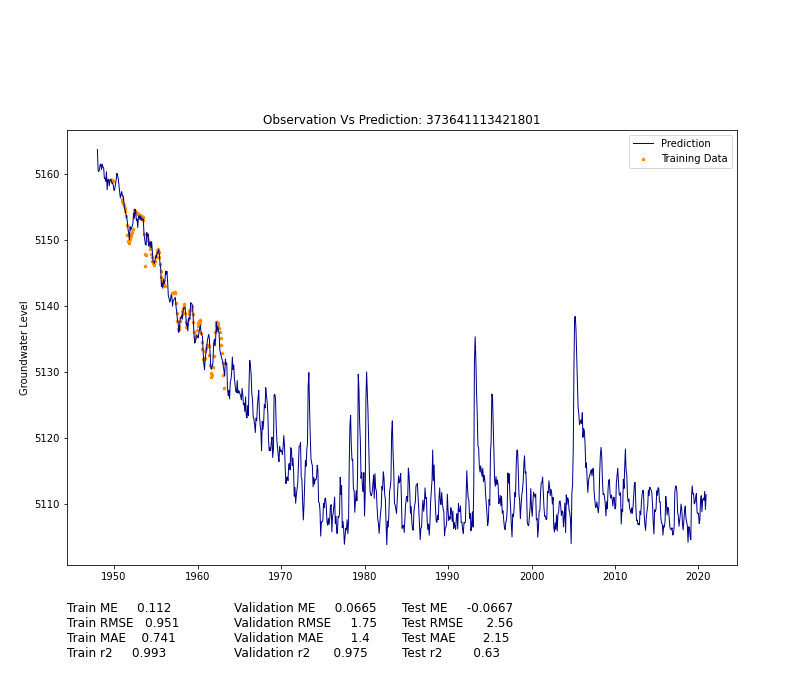 Observation Vs Prediction: 373641113421801
Prediction
Training Data
Groundwater Level
5160
5150
5140
5130
5120
5110
1950 1960 1970 1980 1990 2000 2010 2020
Train ME 0.112 Validation ME 0.0665 Test ME -0.0667
Train RMSE 0.951 Validation RMSE 1.75 Test RMSE 2.56
Train MAE 0.741 Validation MAE 1.4 Test MAE 2.15
Train r2 0.993 Validation r2 0.975 Test r2 0.63